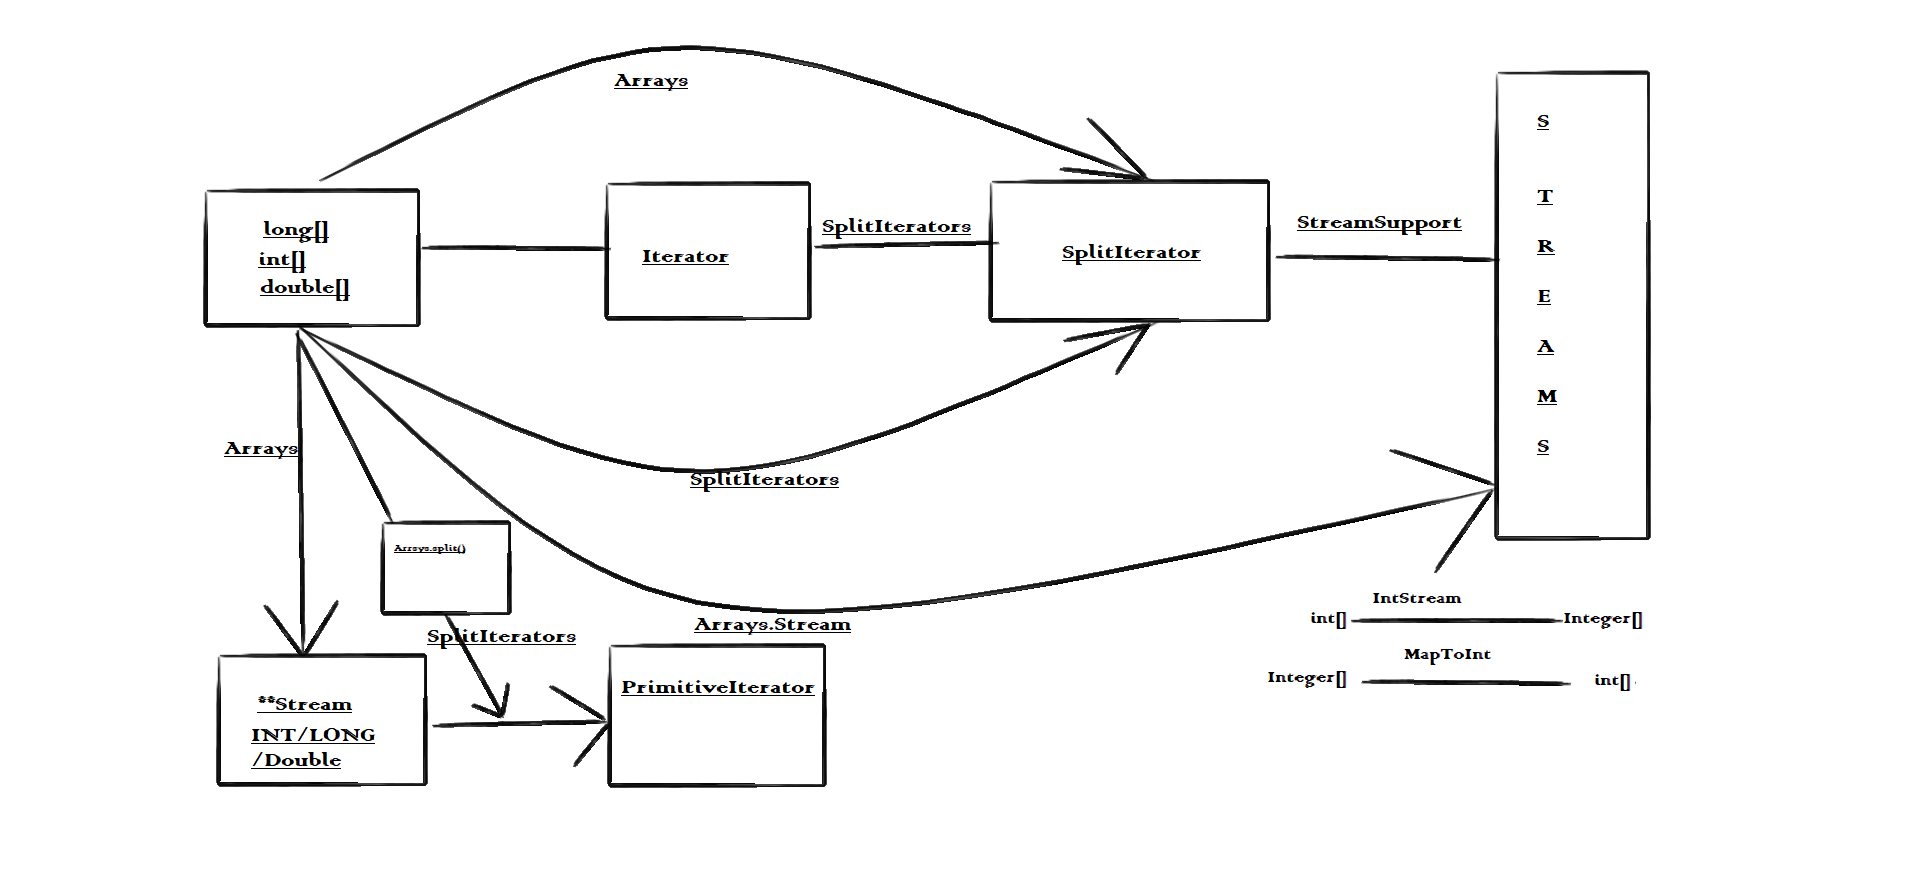 Arrays
long[]
int[]
double[]
Iterator
SplitIterators
SplitIterator
StreamSupport
S
T
R
E
A
M
S
Arrays
SplitIterators
Arrays.split()
SplitIterators
Arrays.Stream
**Stream
INT/LONG
/Double
PrimitiveIterator
IntStream
int[] Integer[]
MapToInt
Integer[] int[]